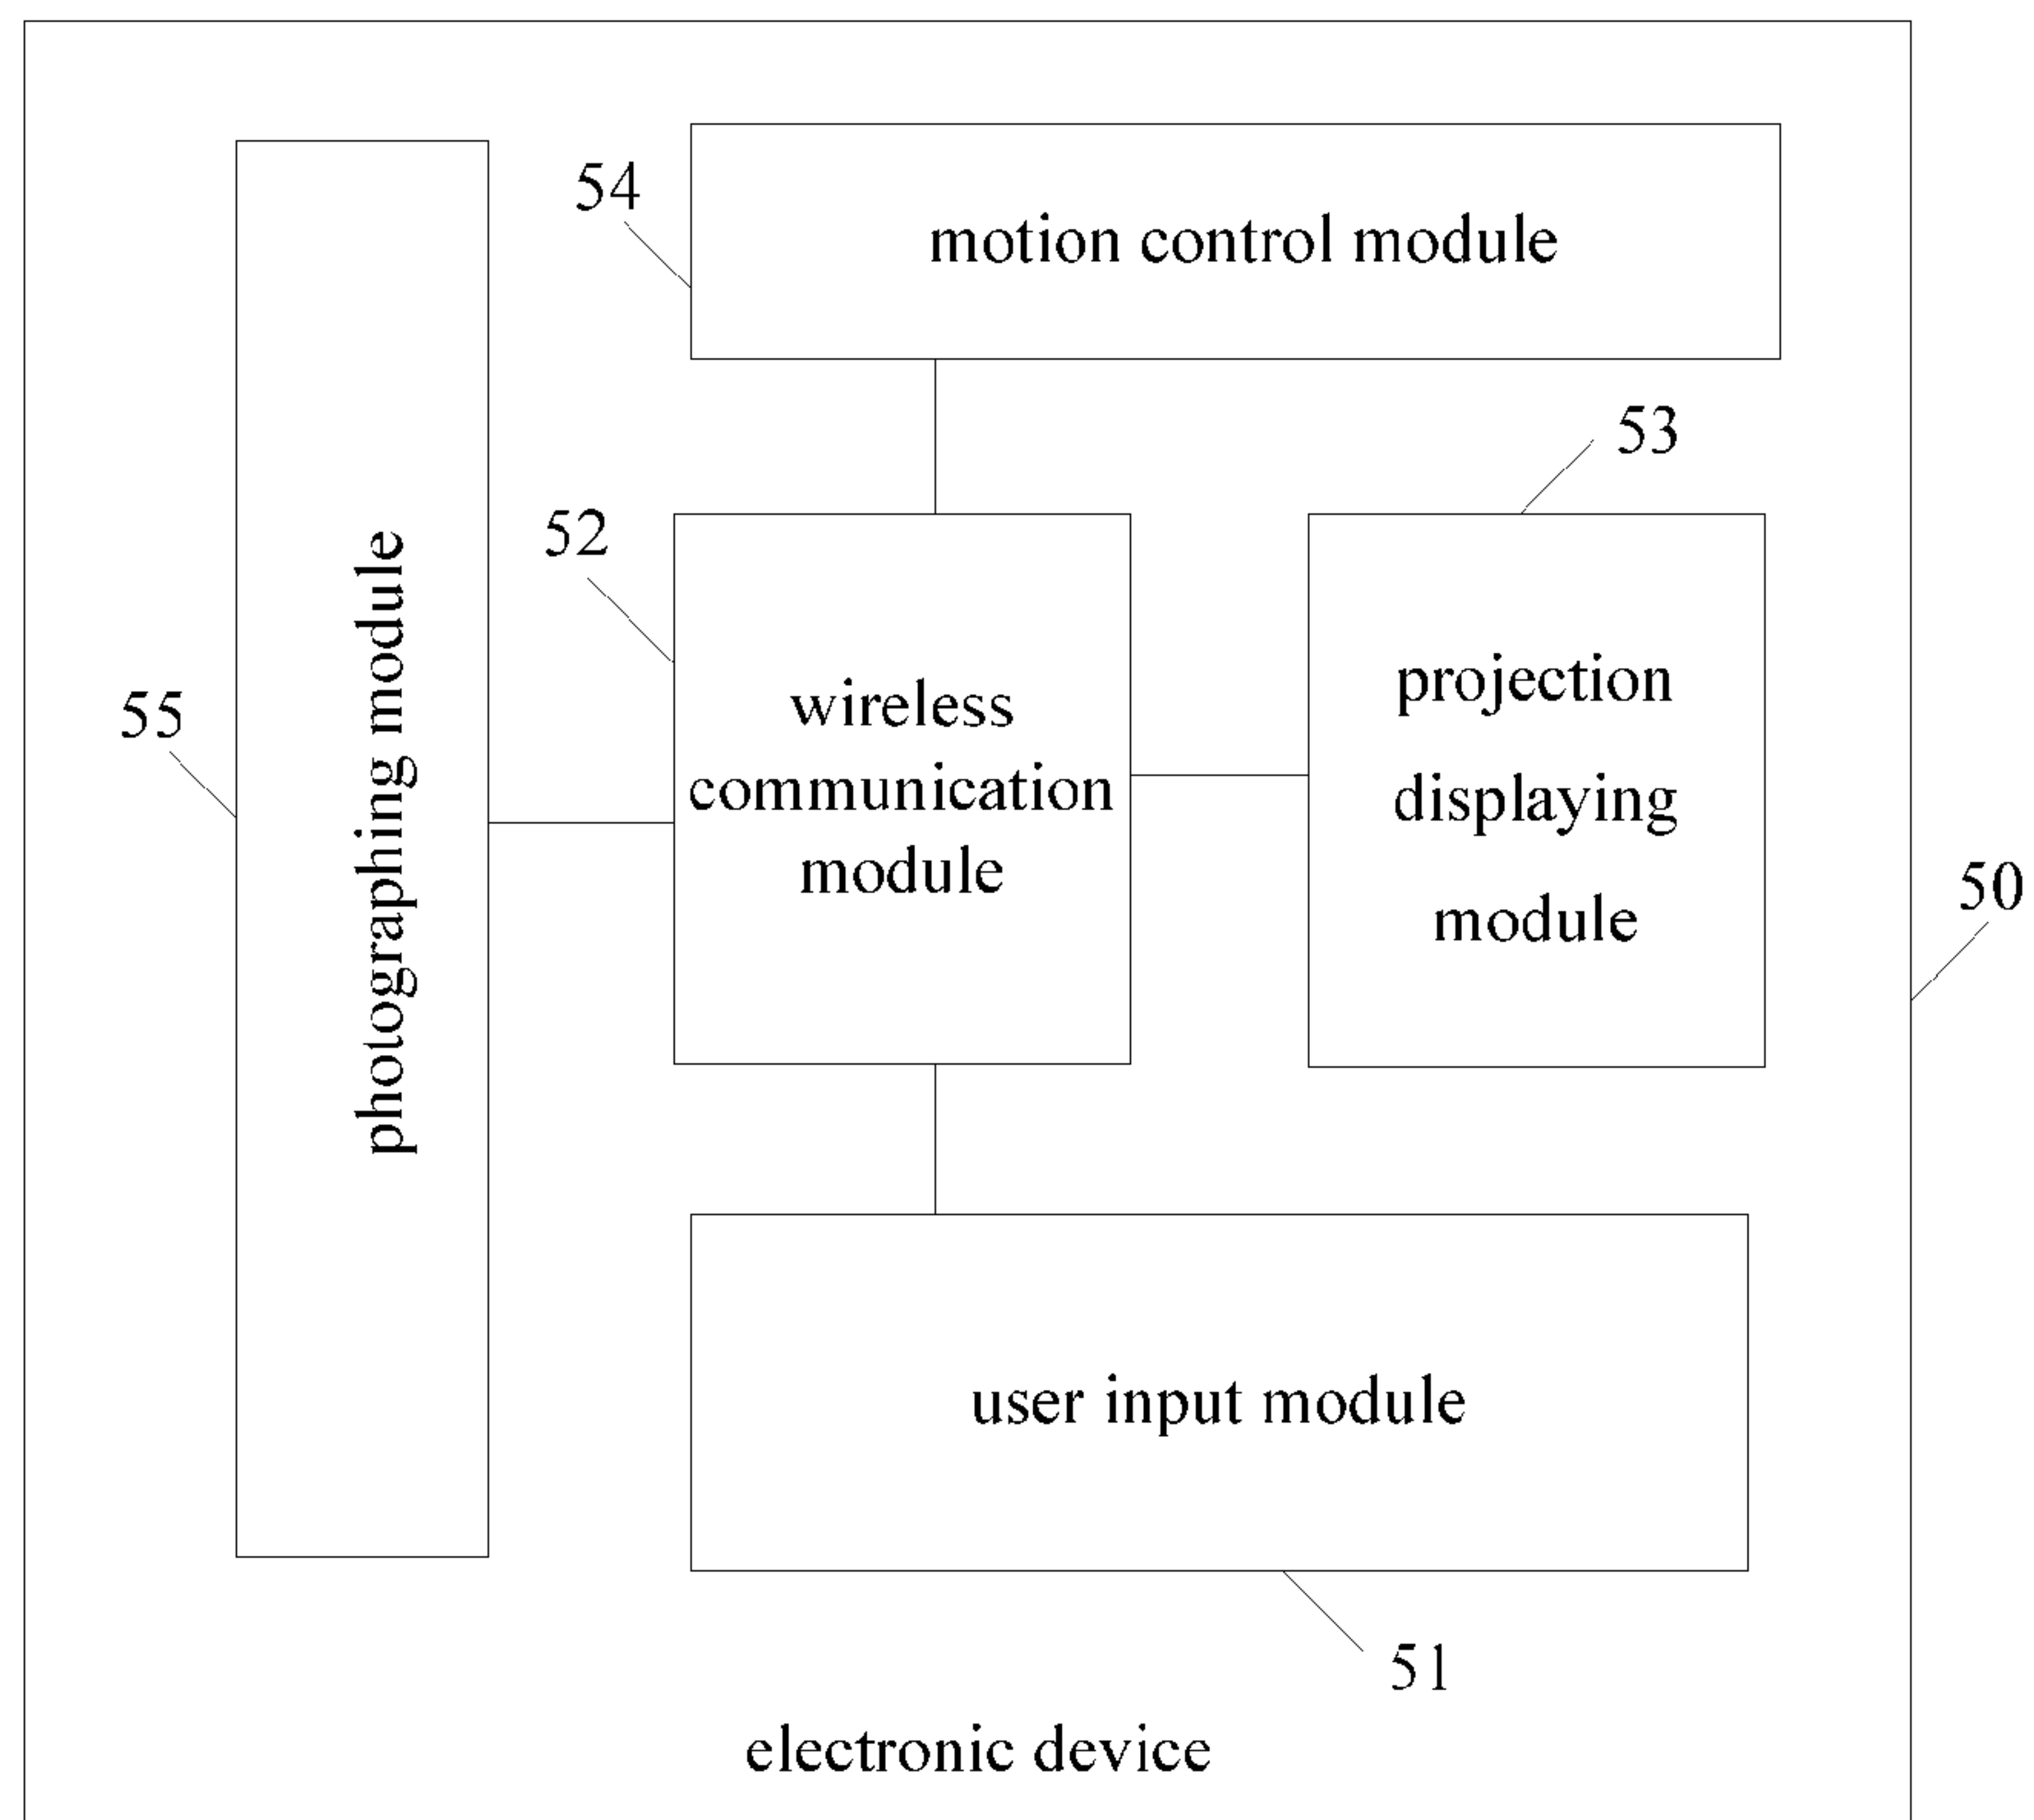 54
motion control module
53
52
wireless
communication
module
projection
displaying
module
55
photographing module
50
user input module
51
electronic device